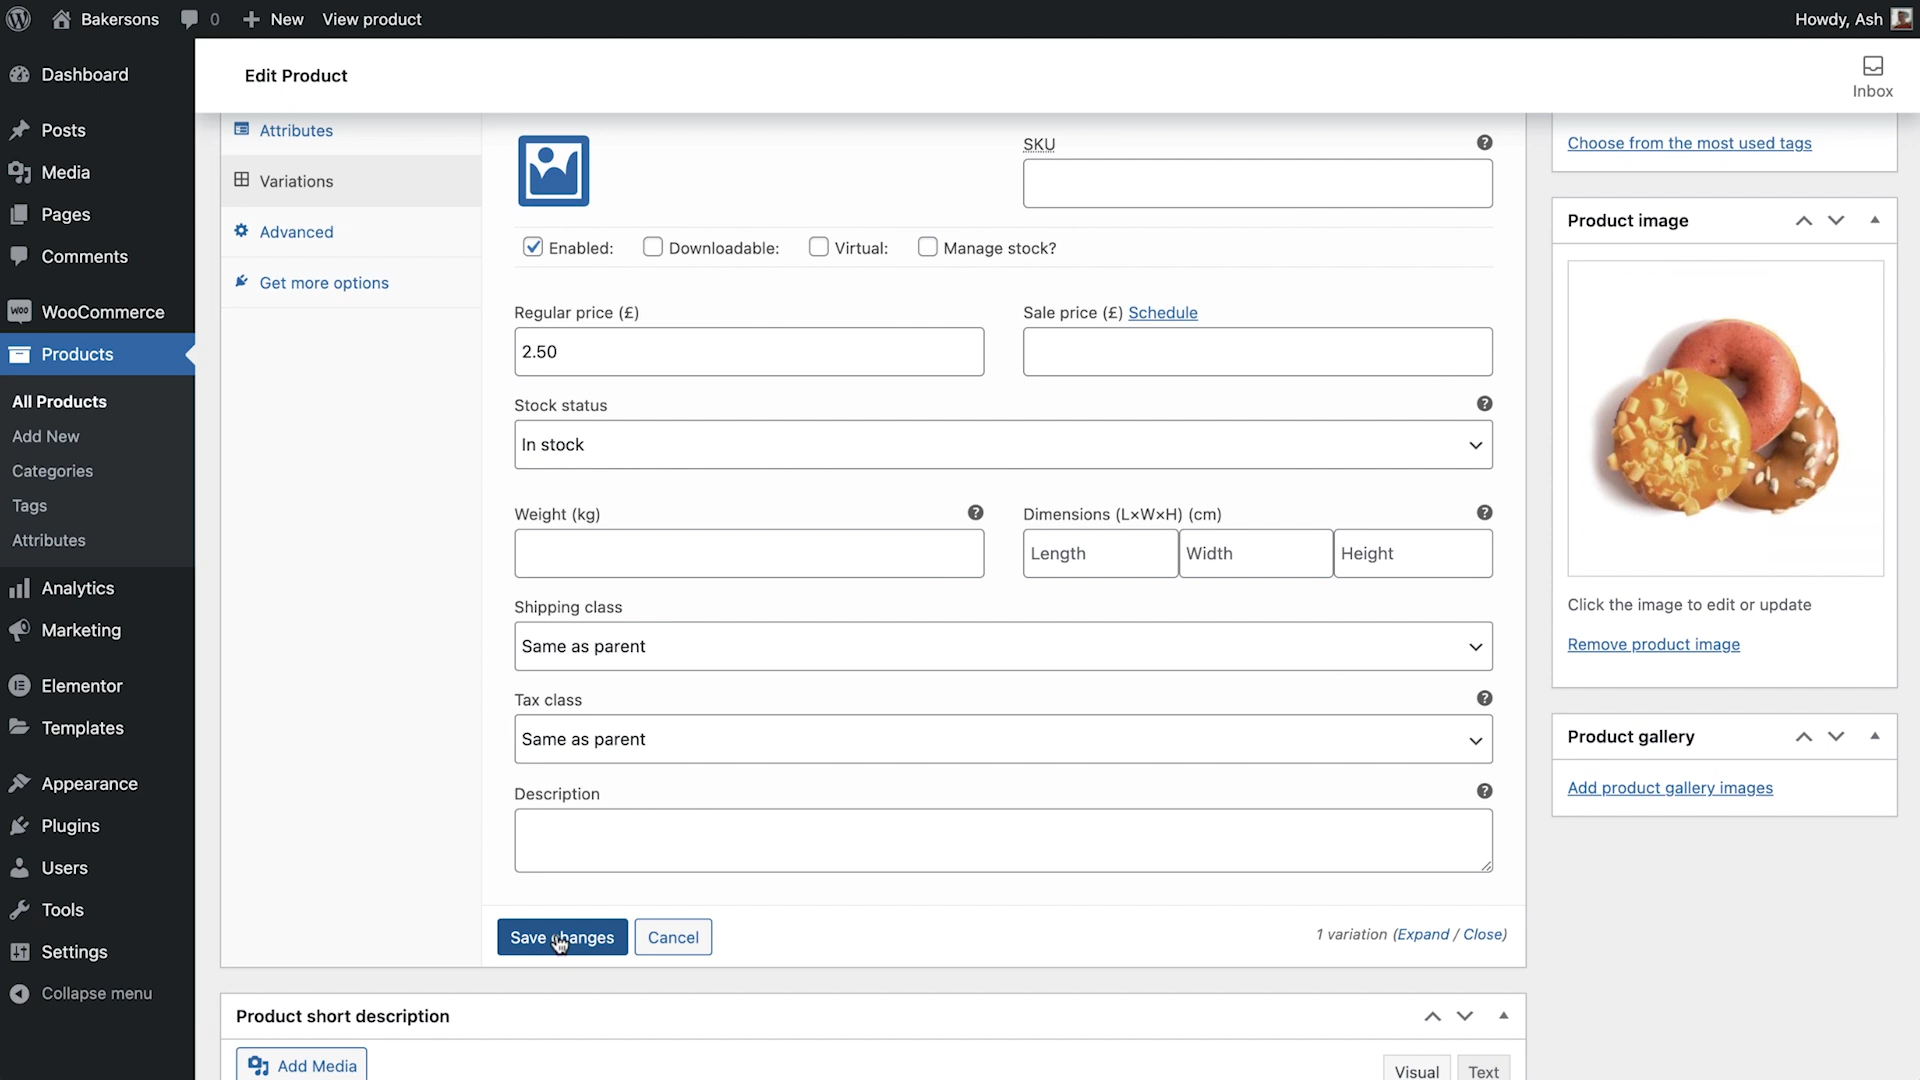 Bakersons 0 New View product Howdy, Ash
Edit Product
Inbox
Dashboard
Posts
Media
Pages
Comments
WOO WooCommerce
Products
All Products
Add New
Categories
Tags
Attributes
Analytics
Marketing
Elementor
Templates
Appearance
Plugins
Users
Tools
Settings
Collapse menu
Attributes
Variations
Advanced
Get more options
SKU
Enabled: Downloadable: Virtual: Manage stock?
Regular price (£)
2.50
Sale price (£) Schedule
Stock status
In stock
Weight (kg)
Dimensions (L×W×H) (cm)
Length Width Height
Shipping class
Same as parent
Tax class
Same as parent
Description
Save changes Cancel
1 variation (Expand / Close)
Product short description
Add Media
Visual Text
Choose from the most used tags
Product image
Click the image to edit or update
Remove product image
Product gallery
Add product gallery images